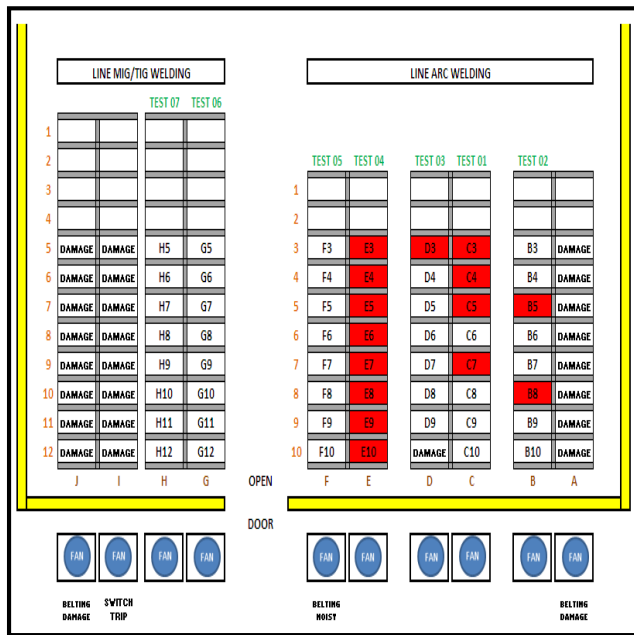 LINE MIG/TIG WELDING LINE ARC WELDING
TEST 07 TEST 06
1
2 TEST 05 TEST 04 TEST 03 TEST 01 TEST 02
3 1
4 2
5 DAMAGE DAMAGE H5 G5 3 F3 E3 D3 C3 B3 DAMAGE
6 DAMAGE DAMAGE H6 G6 4 F4 E4 D4 C4 B4 DAMAGE
7 DAMAGE DAMAGE H7 G7 5 F5 E5 D5 C5 B5 DAMAGE
8 DAMAGE DAMAGE H8 G8 6 F6 E6 D6 C6 B6 DAMAGE
9 DAMAGE DAMAGE H9 G9 7 F7 E7 D7 C7 B7 DAMAGE
10 DAMAGE DAMAGE H10 G10 8 F8 E8 D8 C8 B8 DAMAGE
11 DAMAGE DAMAGE H11 G11 9 F9 E9 D9 C9 B9 DAMAGE
12 DAMAGE DAMAGE H12 G12 10 F10 E10 DAMAGE C10 B10 DAMAGE
J I H G OPEN F E D C B A
DOOR
FAN FAN FAN FAN FAN FAN FAN FAN FAN FAN
BELTING SWITCH BELTING BELTING
DAMAGE TRIP NOISY DAMAGE